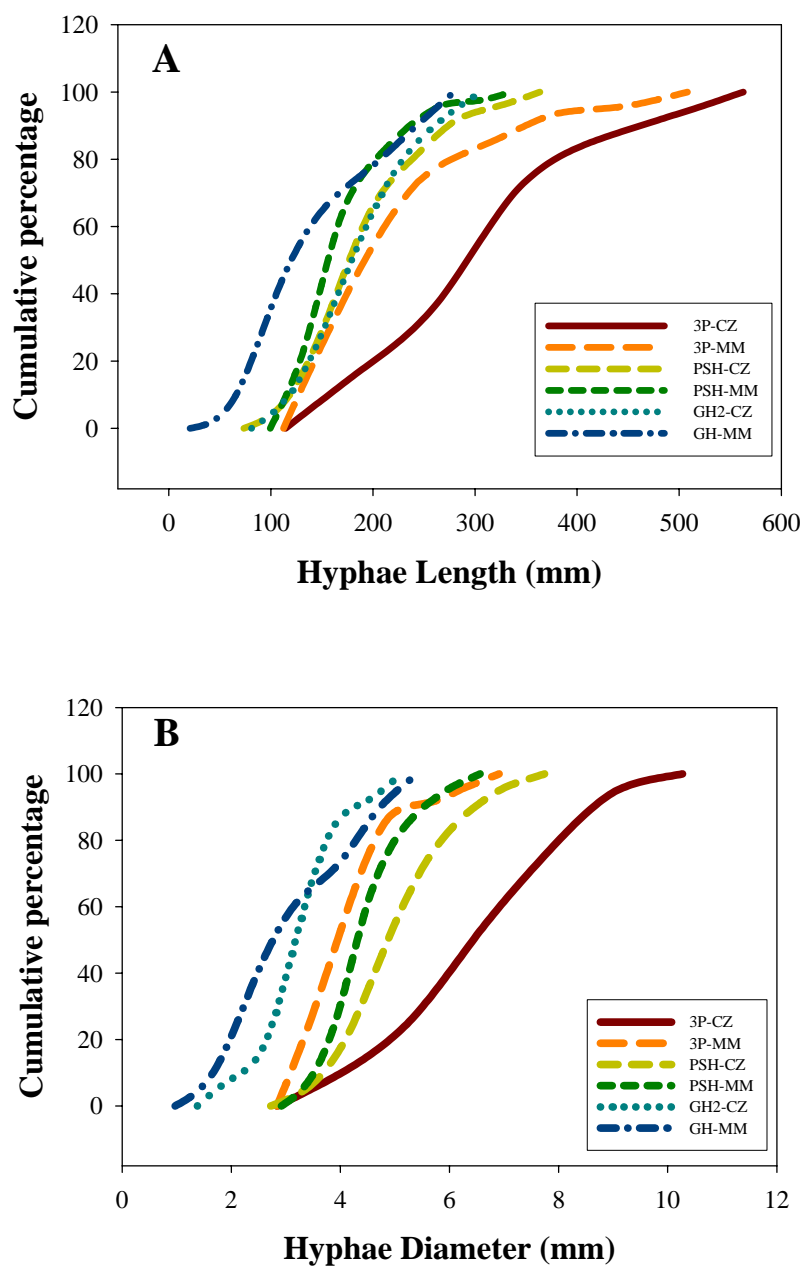 A
120
100
80
60
40
20
0
Cumulative percentage
3P-CZ
3P-MM
PSH-CZ
PSH-MM
GH2-CZ
GH-MM
0 100 200 300 400 500 600
Hyphae Length (mm)
B
120
100
80
60
40
20
0
Cumulative percentage
3P-CZ
3P-MM
PSH-CZ
PSH-MM
GH2-CZ
GH-MM
0 2 4 6 8 10 12
Hyphae Diameter (mm)